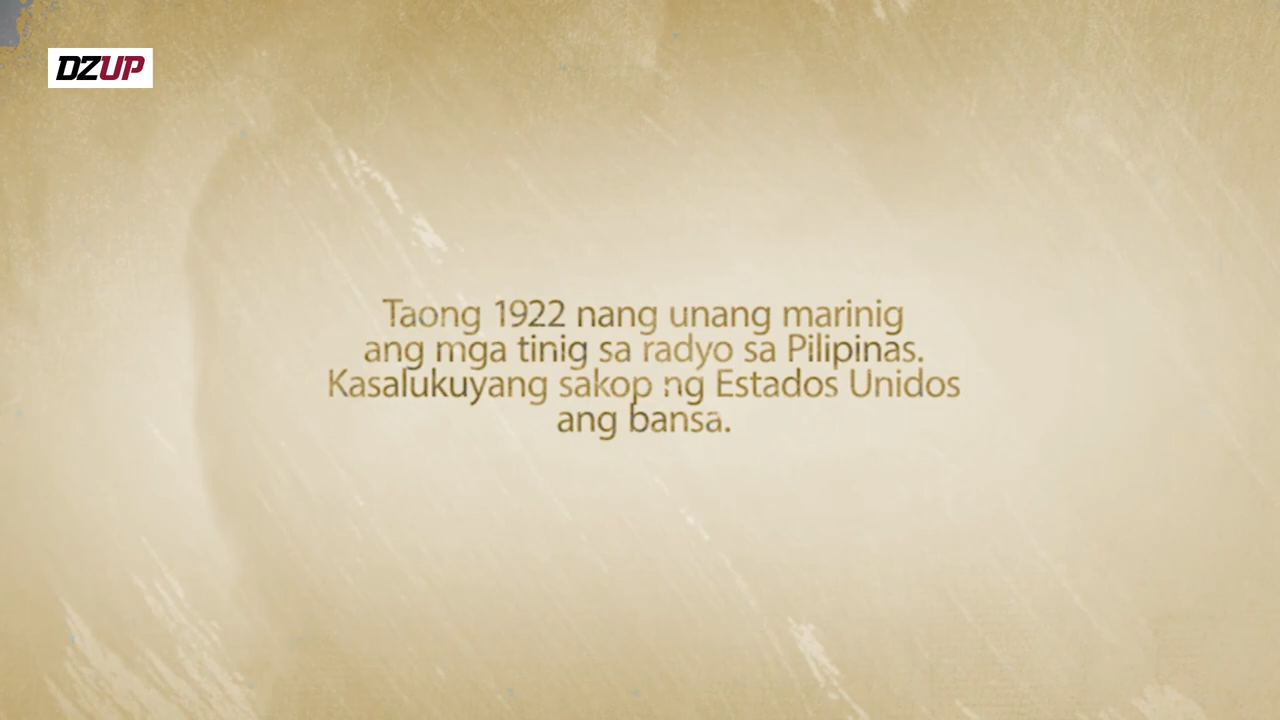 DZUP
Taong 1922 nang unang marinig
ang mga tinig sa radyo sa Pilipinas.
Kasalukuyang sakop ng Estados Unidos
ang bansa.